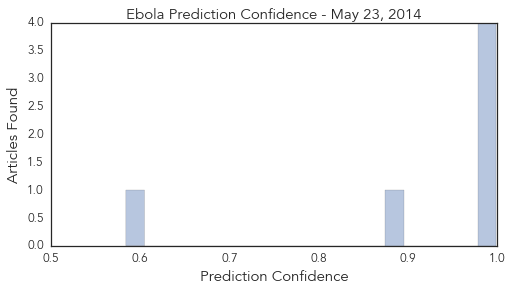 Ebola Prediction Confidence - May 23, 2014
4.0
3.5
3.0
2.5
2.0
1.5
1.0
0.5
0.0
Articles Found
0.5 0.6 0.7 0.8 0.9 1.0
Prediction Confidence